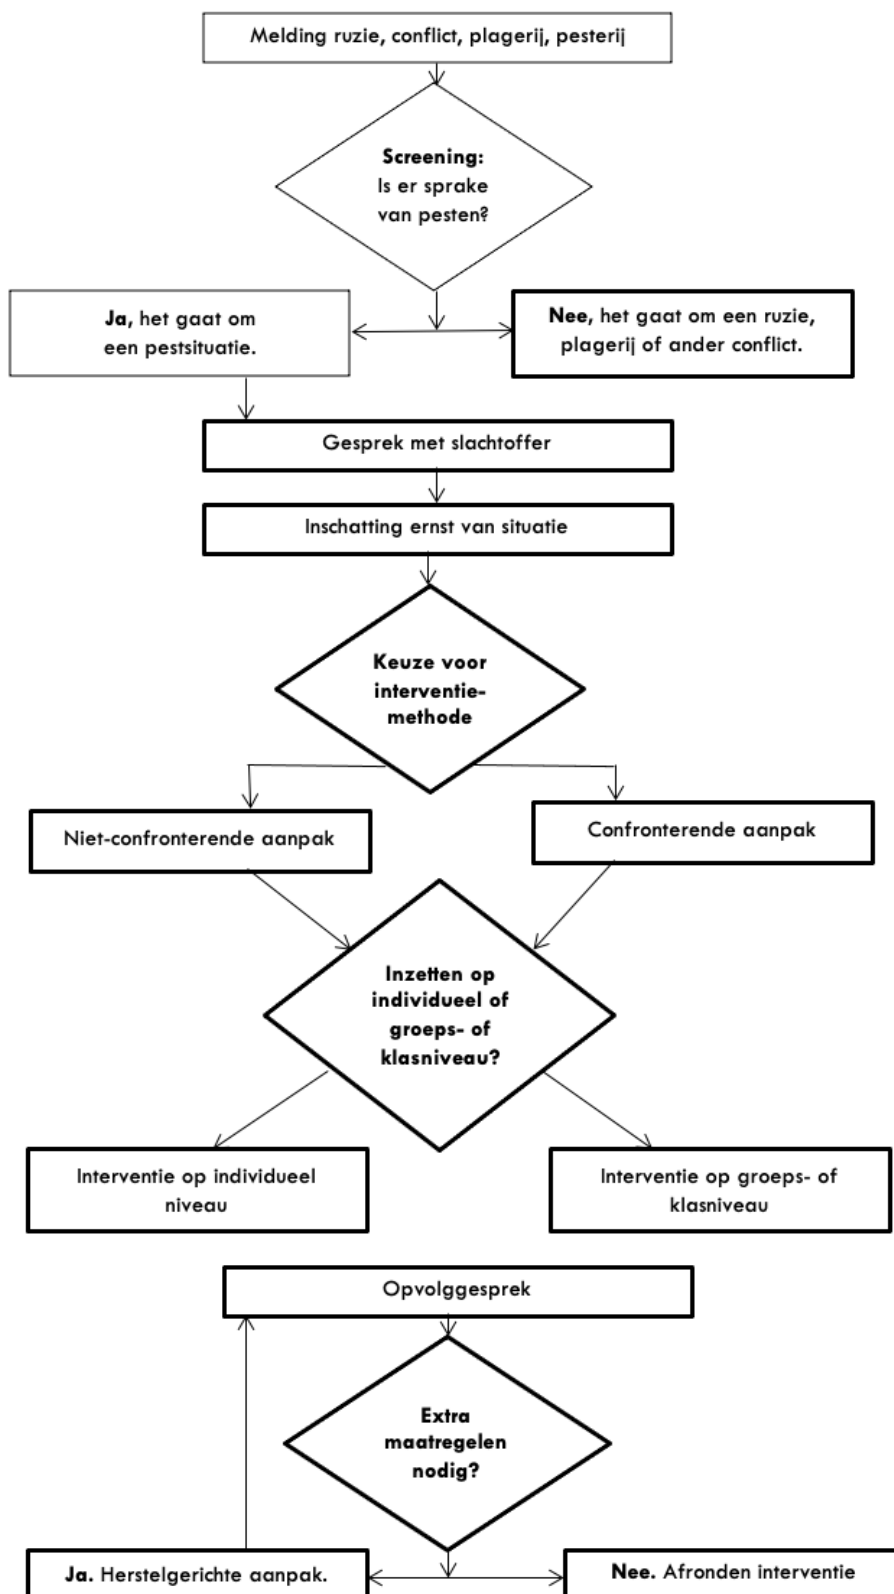 Melding ruzie, conflict, plagerij, pesterij
Screening:
Is er sprake
van pesten?
Ja, het gaat om
een pestsituatie.
Nee, het gaat om een ruzie,
plagerij of ander conflict.
Gesprek met slachtoffer
Inschatting ernst van situatie
Keuze voor
interventie-
methode
Niet-confronterende aanpak
Confronterende aanpak
Inzetten op
individueel of
groeps- of
klasniveau?
Interventie op individueel
niveau
Interventie op groeps- of
klasniveau
Opvolggesprek
Extra
maatregelen
nodig?
Ja. Herstelgerichte aanpak.
Nee. Afronden interventie